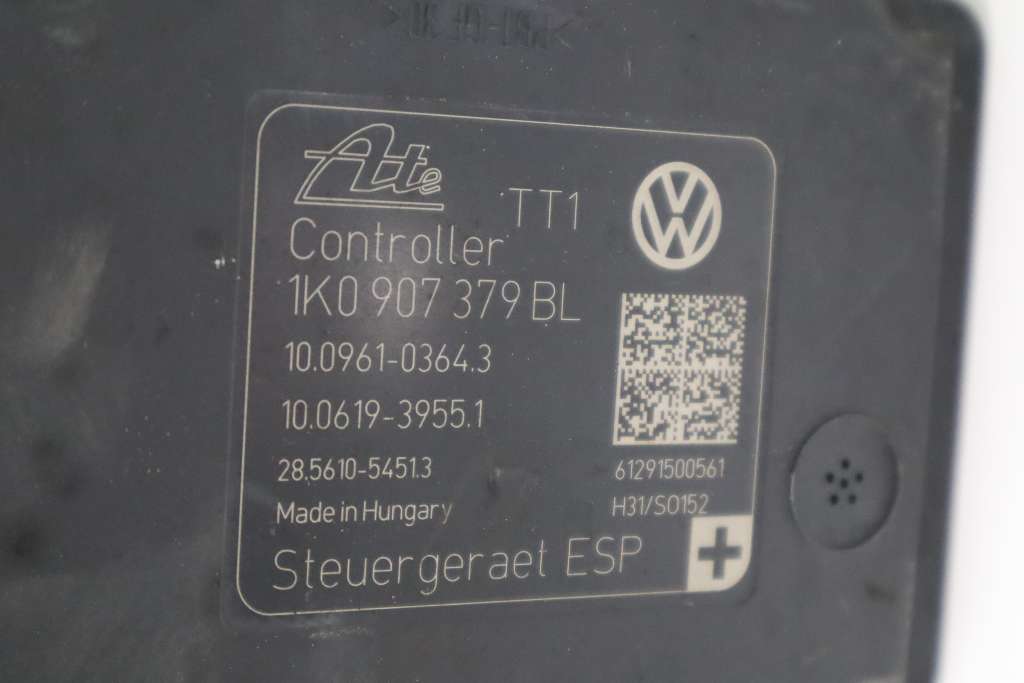 Ate
TT1
Controller
1K0 907 379 BL
10.0961-0364.3
10.0619-3955.1
28.5610-5451.3
61291500561
Made in Hungary
H31/SO152
Steuergeraet ESP